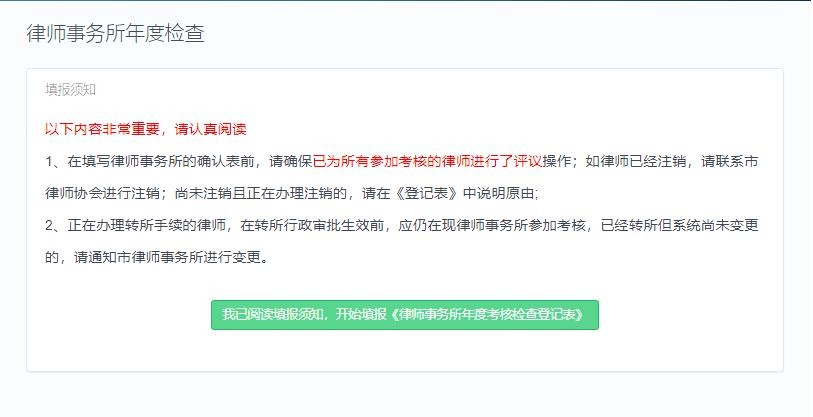 律师事务所年度检查
填报须知
以下内容非常重要，请认真阅读
1、在填写律师事务所的确认表前，请确保已为所有参加考核的律师进行了评议操作；如律师已经注销，请联系市
律师协会进行注销；尚未注销且正在办理注销的，请在《登记表》中说明原由;
2、正在办理转所手续的律师，在转所行政审批生效前，应仍在现律师事务所参加考核，已经转所但系统尚未变更
的，请通知市律师事务所进行变更。
我已阅读填报须知，开始填报《律师事务所年度考核检查登记表》